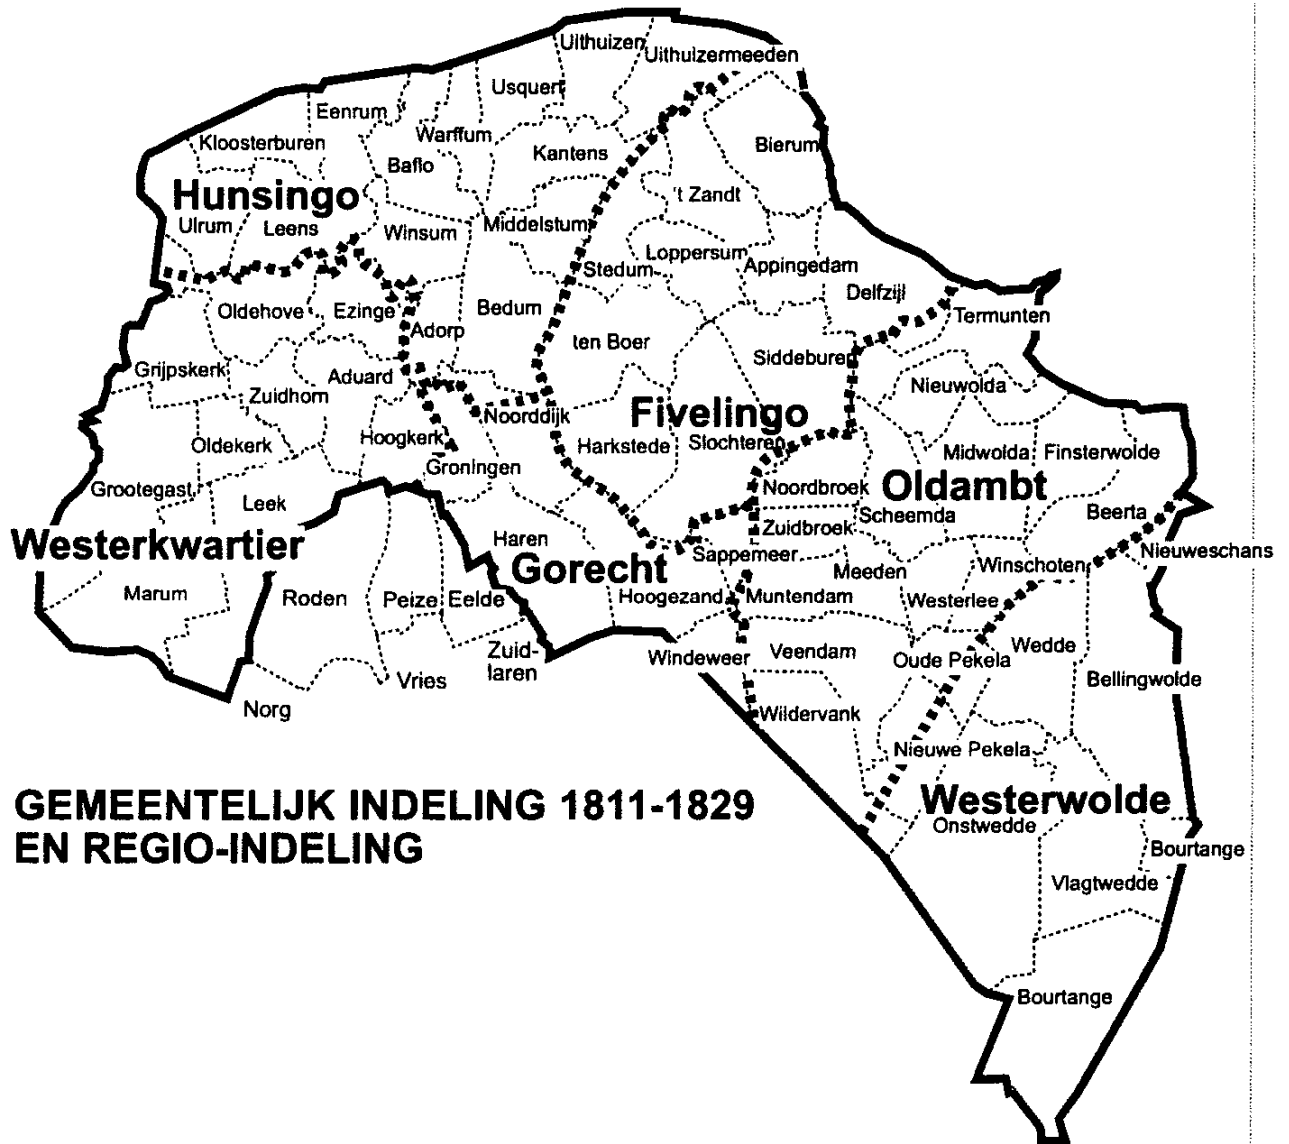 Uithuizen
Uithuizermeeden
Usquert
Eenrum
Warffum
Kloosterburen
Kantens
Bierum
Baflo
Hunsingo
't Zandt
Ulrum
Leens
Winsum
Middelstum
Loppersum
Stedum
Appingedam
Delfzijl
Oldehove
Ezinge
Bedum
Termunten
Adorp
ten Boer
Siddeburen
Grijpskerk
Aduard
Nieuwolda
Zuidhorn
Noorddijk
Fivelingo
Hoogkerk
Slochteren
Oldekerk
Harkstede
Midwolda
Finsterwolde
Groningen
Grootegast
Noordbroek
Oldambt
Leek
Scheemda
Beerta
Zuidbroek
Westerkwartier
Haren
Sappemeer
Nieuweschans
Gorecht
Meeden
Winschoten
Marum
Roden
Peize
Eelde
Hoogezand
Muntendam
Westerlee
Wedde
Zuid-
laren
Windeweer
Veendam
Oude Pekela
Vries
Bellingwolde
Norg
Wildervank
Nieuwe Pekela
GEMEENTELIJK INDELING 1811-1829
EN REGIO-INDELING
Westerwolde
Onstwedde
Bourtange
Vlagtwedde
Bourtange